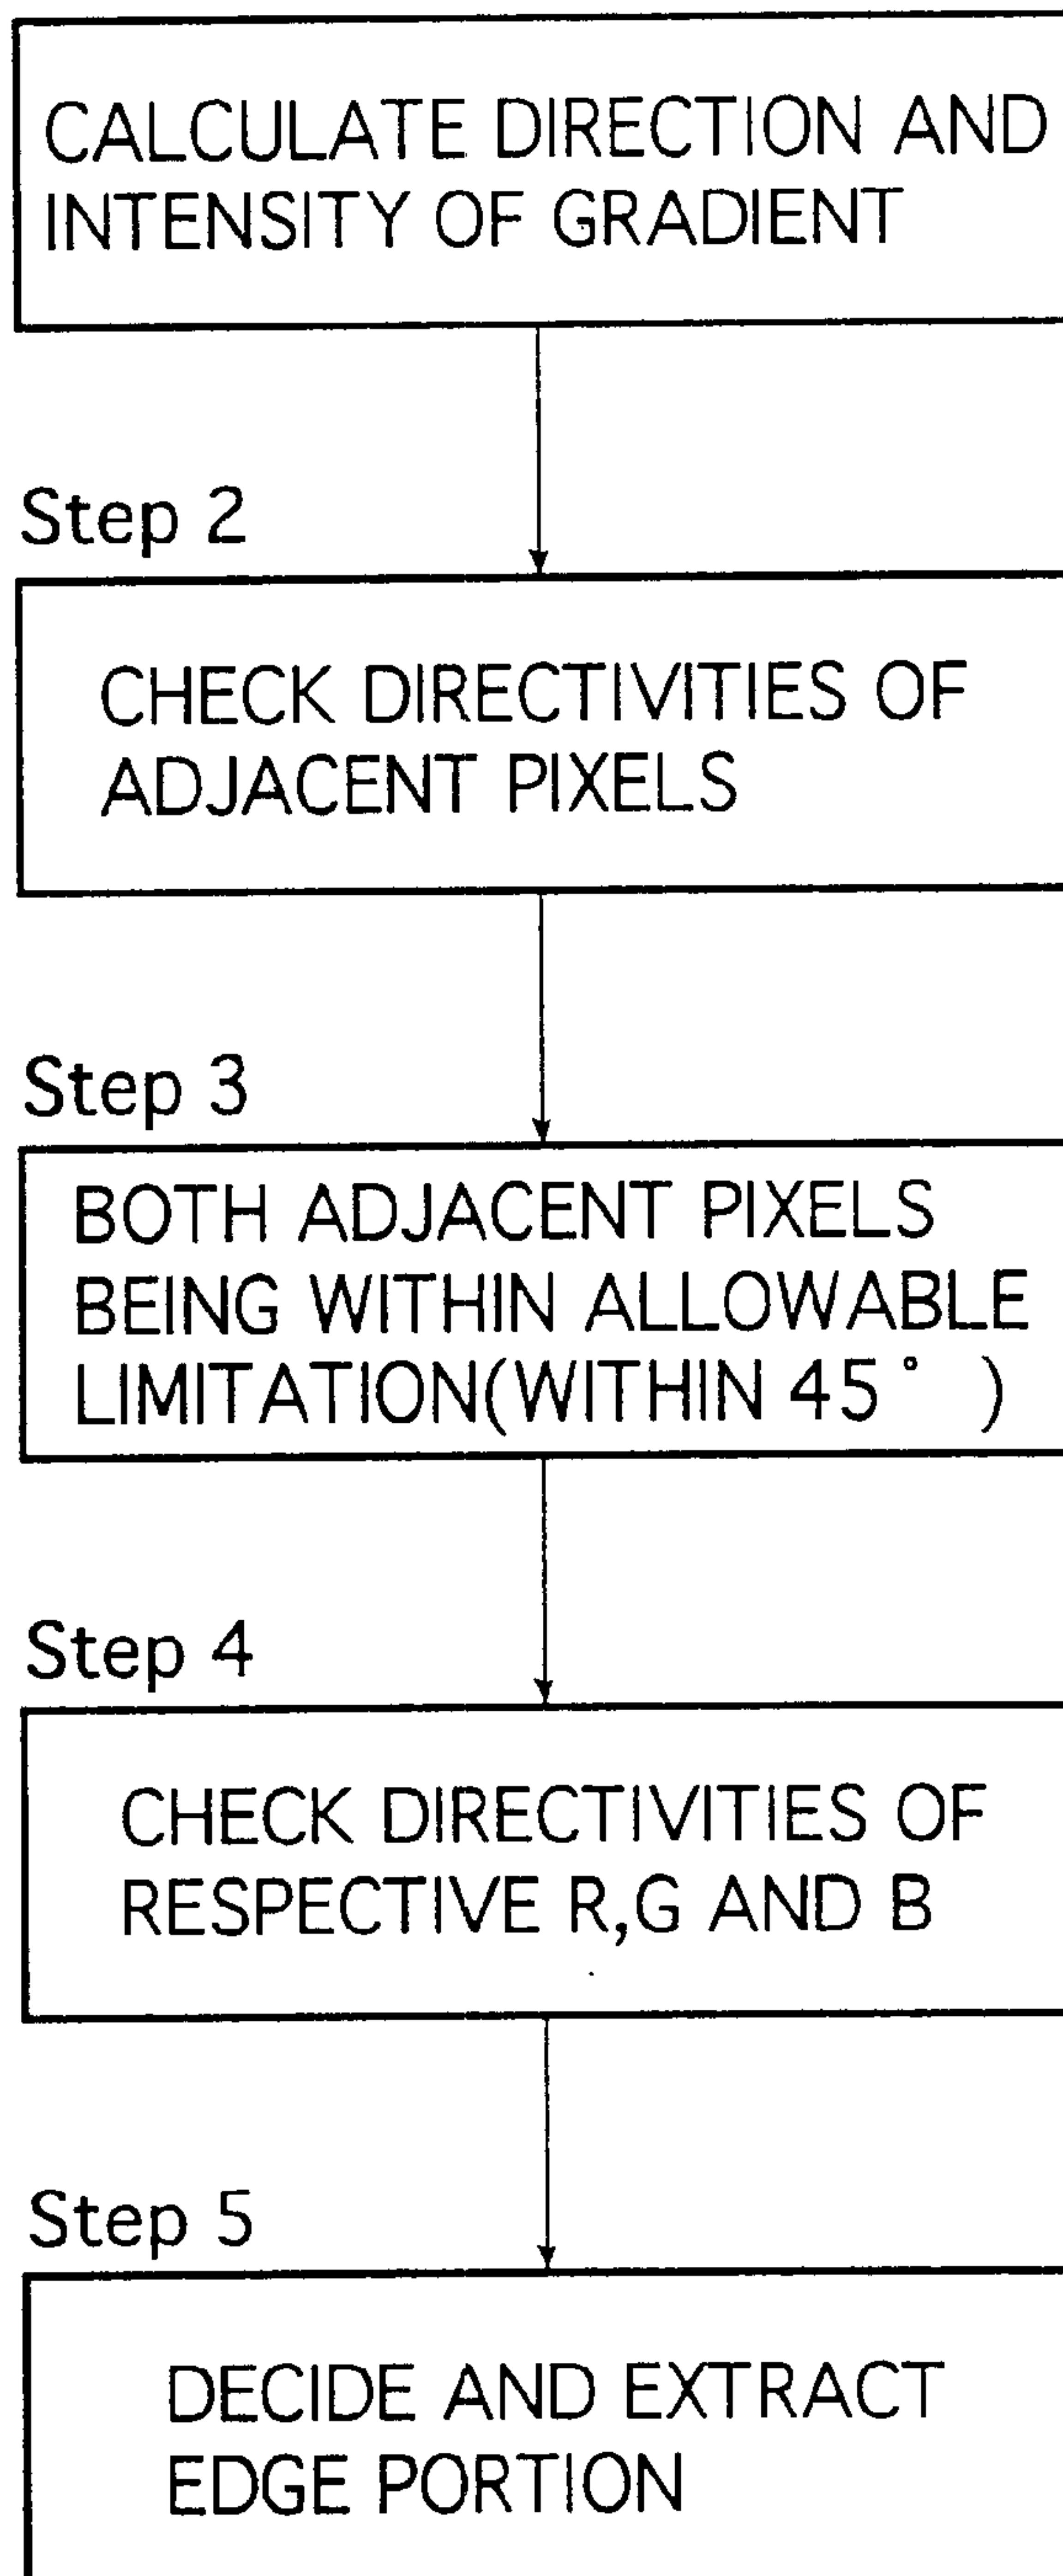 CALCULATE DIRECTION AND
INTENSITY OF GRADIENT
Step 2
CHECK DIRECTIVITIES OF
ADJACENT PIXELS
Step 3
BOTH ADJACENT PIXELS
BEING WITHIN ALLOWABLE
LIMITATION(WITHIN 45° )
Step 4
CHECK DIRECTIVITIES OF
RESPECTIVE R,G AND B
Step 5
DECIDE AND EXTRACT
EDGE PORTION